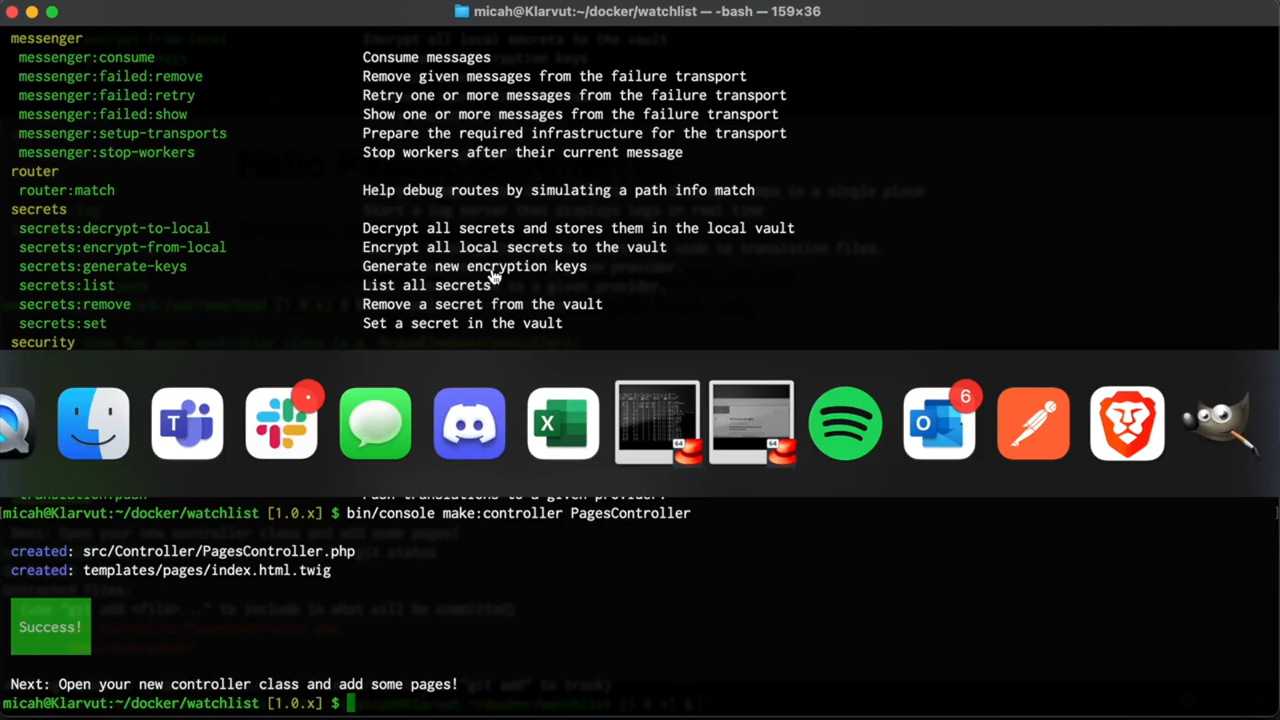 micah@Klarvut:~/docker/watchlist — -bash — 159×36
messenger
messenger:consume Consume messages
messenger:failed:remove Remove given messages from the failure transport
messenger:failed:retry Retry one or more messages from the failure transport
messenger:failed:show Show one or more messages from the failure transport
messenger:setup-transports Prepare the required infrastructure for the transport
messenger:stop-workers Stop workers after their current message
router
router:match Help debug routes by simulating a path info match
secrets
secrets:decrypt-to-local Decrypt all secrets and stores them in the local vault
secrets:encrypt-from-local Encrypt all local secrets to the vault
secrets:generate-keys Generate new encryption keys
secrets:list List all secrets
secrets:remove Remove a secret from the vault
secrets:set Set a secret in the vault
security
64
64
6
micah@Klarvut:~/docker/watchlist [1.0.x] $ bin/console make:controller PagesController
created: src/Controller/PagesController.php
created: templates/pages/index.html.twig
Success!
Next: Open your new controller class and add some pages!
micah@Klarvut:~/docker/watchlist [1.0.x] $